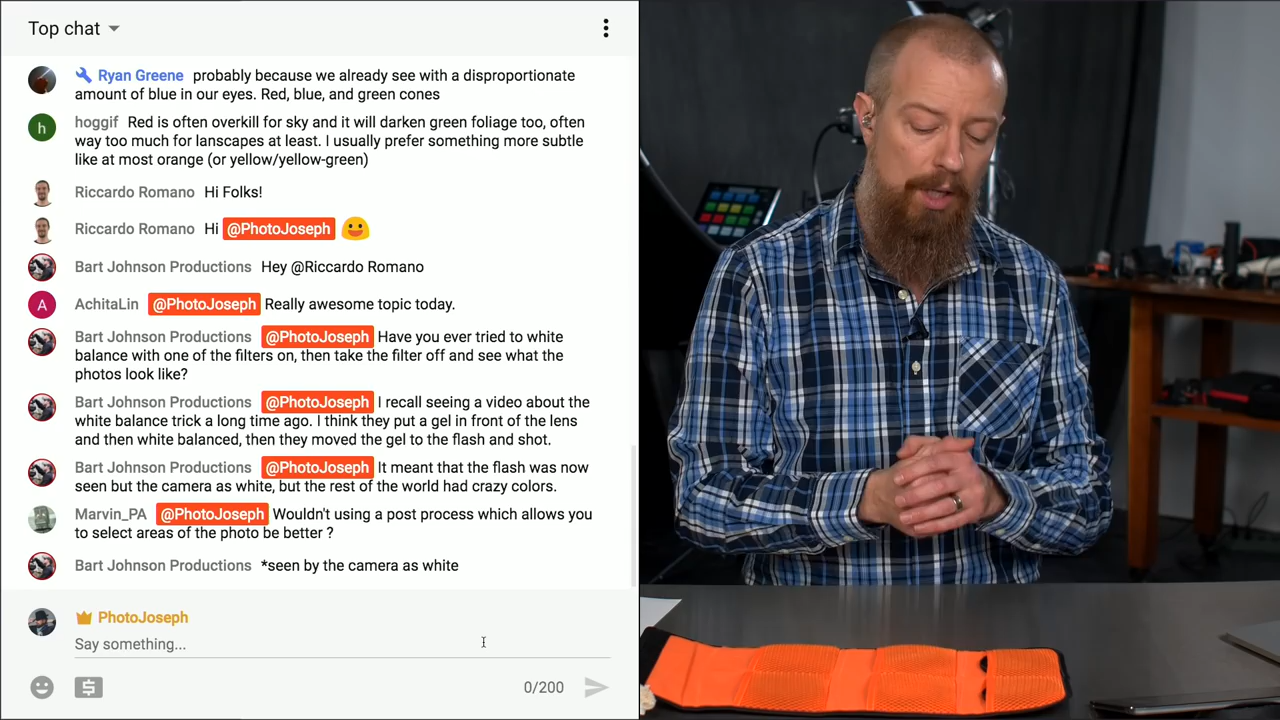 Top chat
Ryan Greene probably because we already see with a disproportionate
amount of blue in our eyes. Red, blue, and green cones
h
hoggif Red is often overkill for sky and it will darken green foliage too, often
way too much for lanscapes at least. I usually prefer something more subtle
like at most orange (or yellow/yellow-green)
Riccardo Romano Hi Folks!
Riccardo Romano Hi @PhotoJoseph
Bart Johnson Productions Hey @Riccardo Romano
A
AchitaLin @PhotoJoseph Really awesome topic today.
Bart Johnson Productions @PhotoJoseph Have you ever tried to white
balance with one of the filters on, then take the filter off and see what the
photos look like?
Bart Johnson Productions @PhotoJoseph I recall seeing a video about the
white balance trick a long time ago. I think they put a gel in front of the lens
and then white balanced, then they moved the gel to the flash and shot.
Bart Johnson Productions @PhotoJoseph It meant that the flash was now
seen but the camera as white, but the rest of the world had crazy colors.
Marvin_PA @PhotoJoseph Wouldn't using a post process which allows you
to select areas of the photo be better ?
Bart Johnson Productions *seen by the camera as white
PhotoJoseph
Say something...
$
0/200